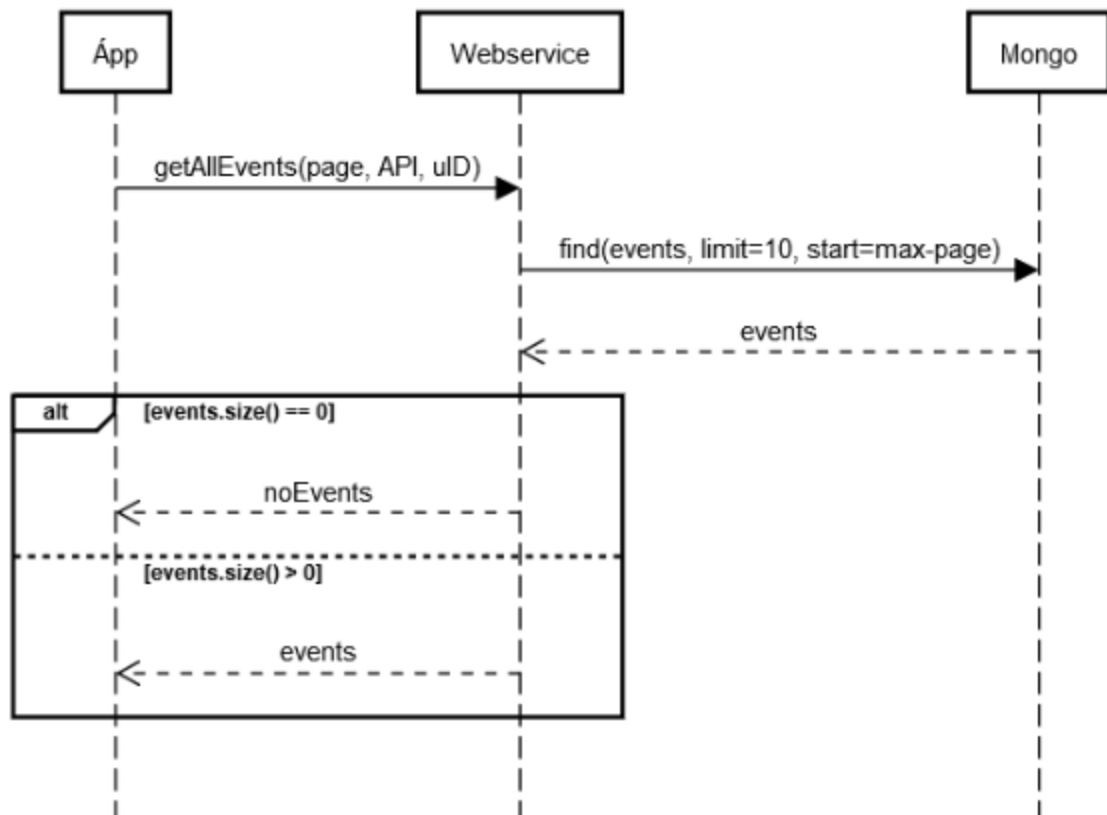 Ápp
Webservice
Mongo
getAllEvents(page, API, uID)
find(events, limit=10, start=max-page)
events
alt
[events.size() == 0]
noEvents
[events.size() > 0]
events